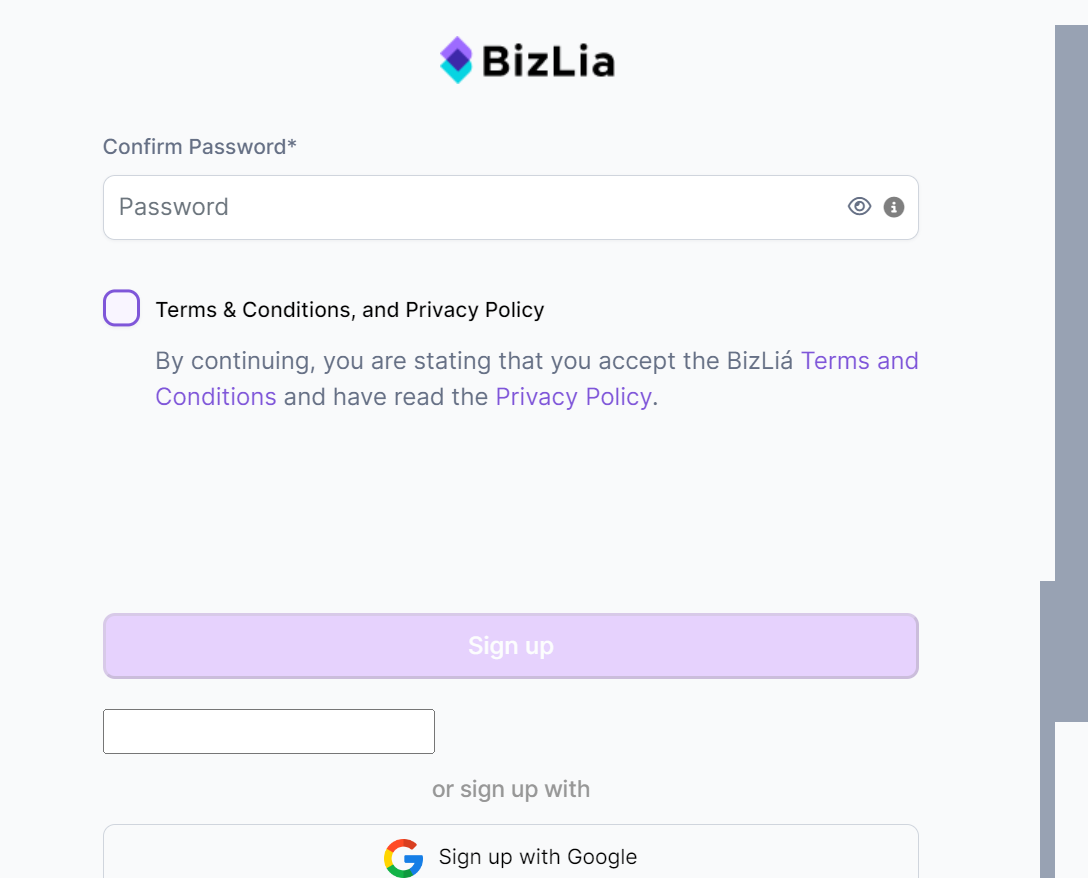 BizLia
Confirm Password*
Password
Terms & Conditions, and Privacy Policy
By continuing, you are stating that you accept the BizLiá Terms and
Conditions and have read the Privacy Policy.
Sign up
or sign up with
Sign up with Google